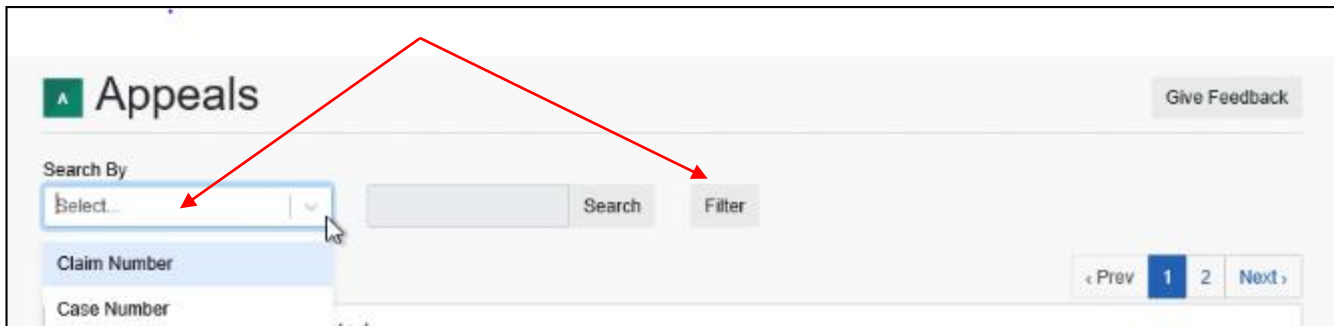 ∧ Appeals
Give Feedback
Search By
Select...
Search
Filter
Claim Number
‹ Prev 1 2 Next ›
Case Number